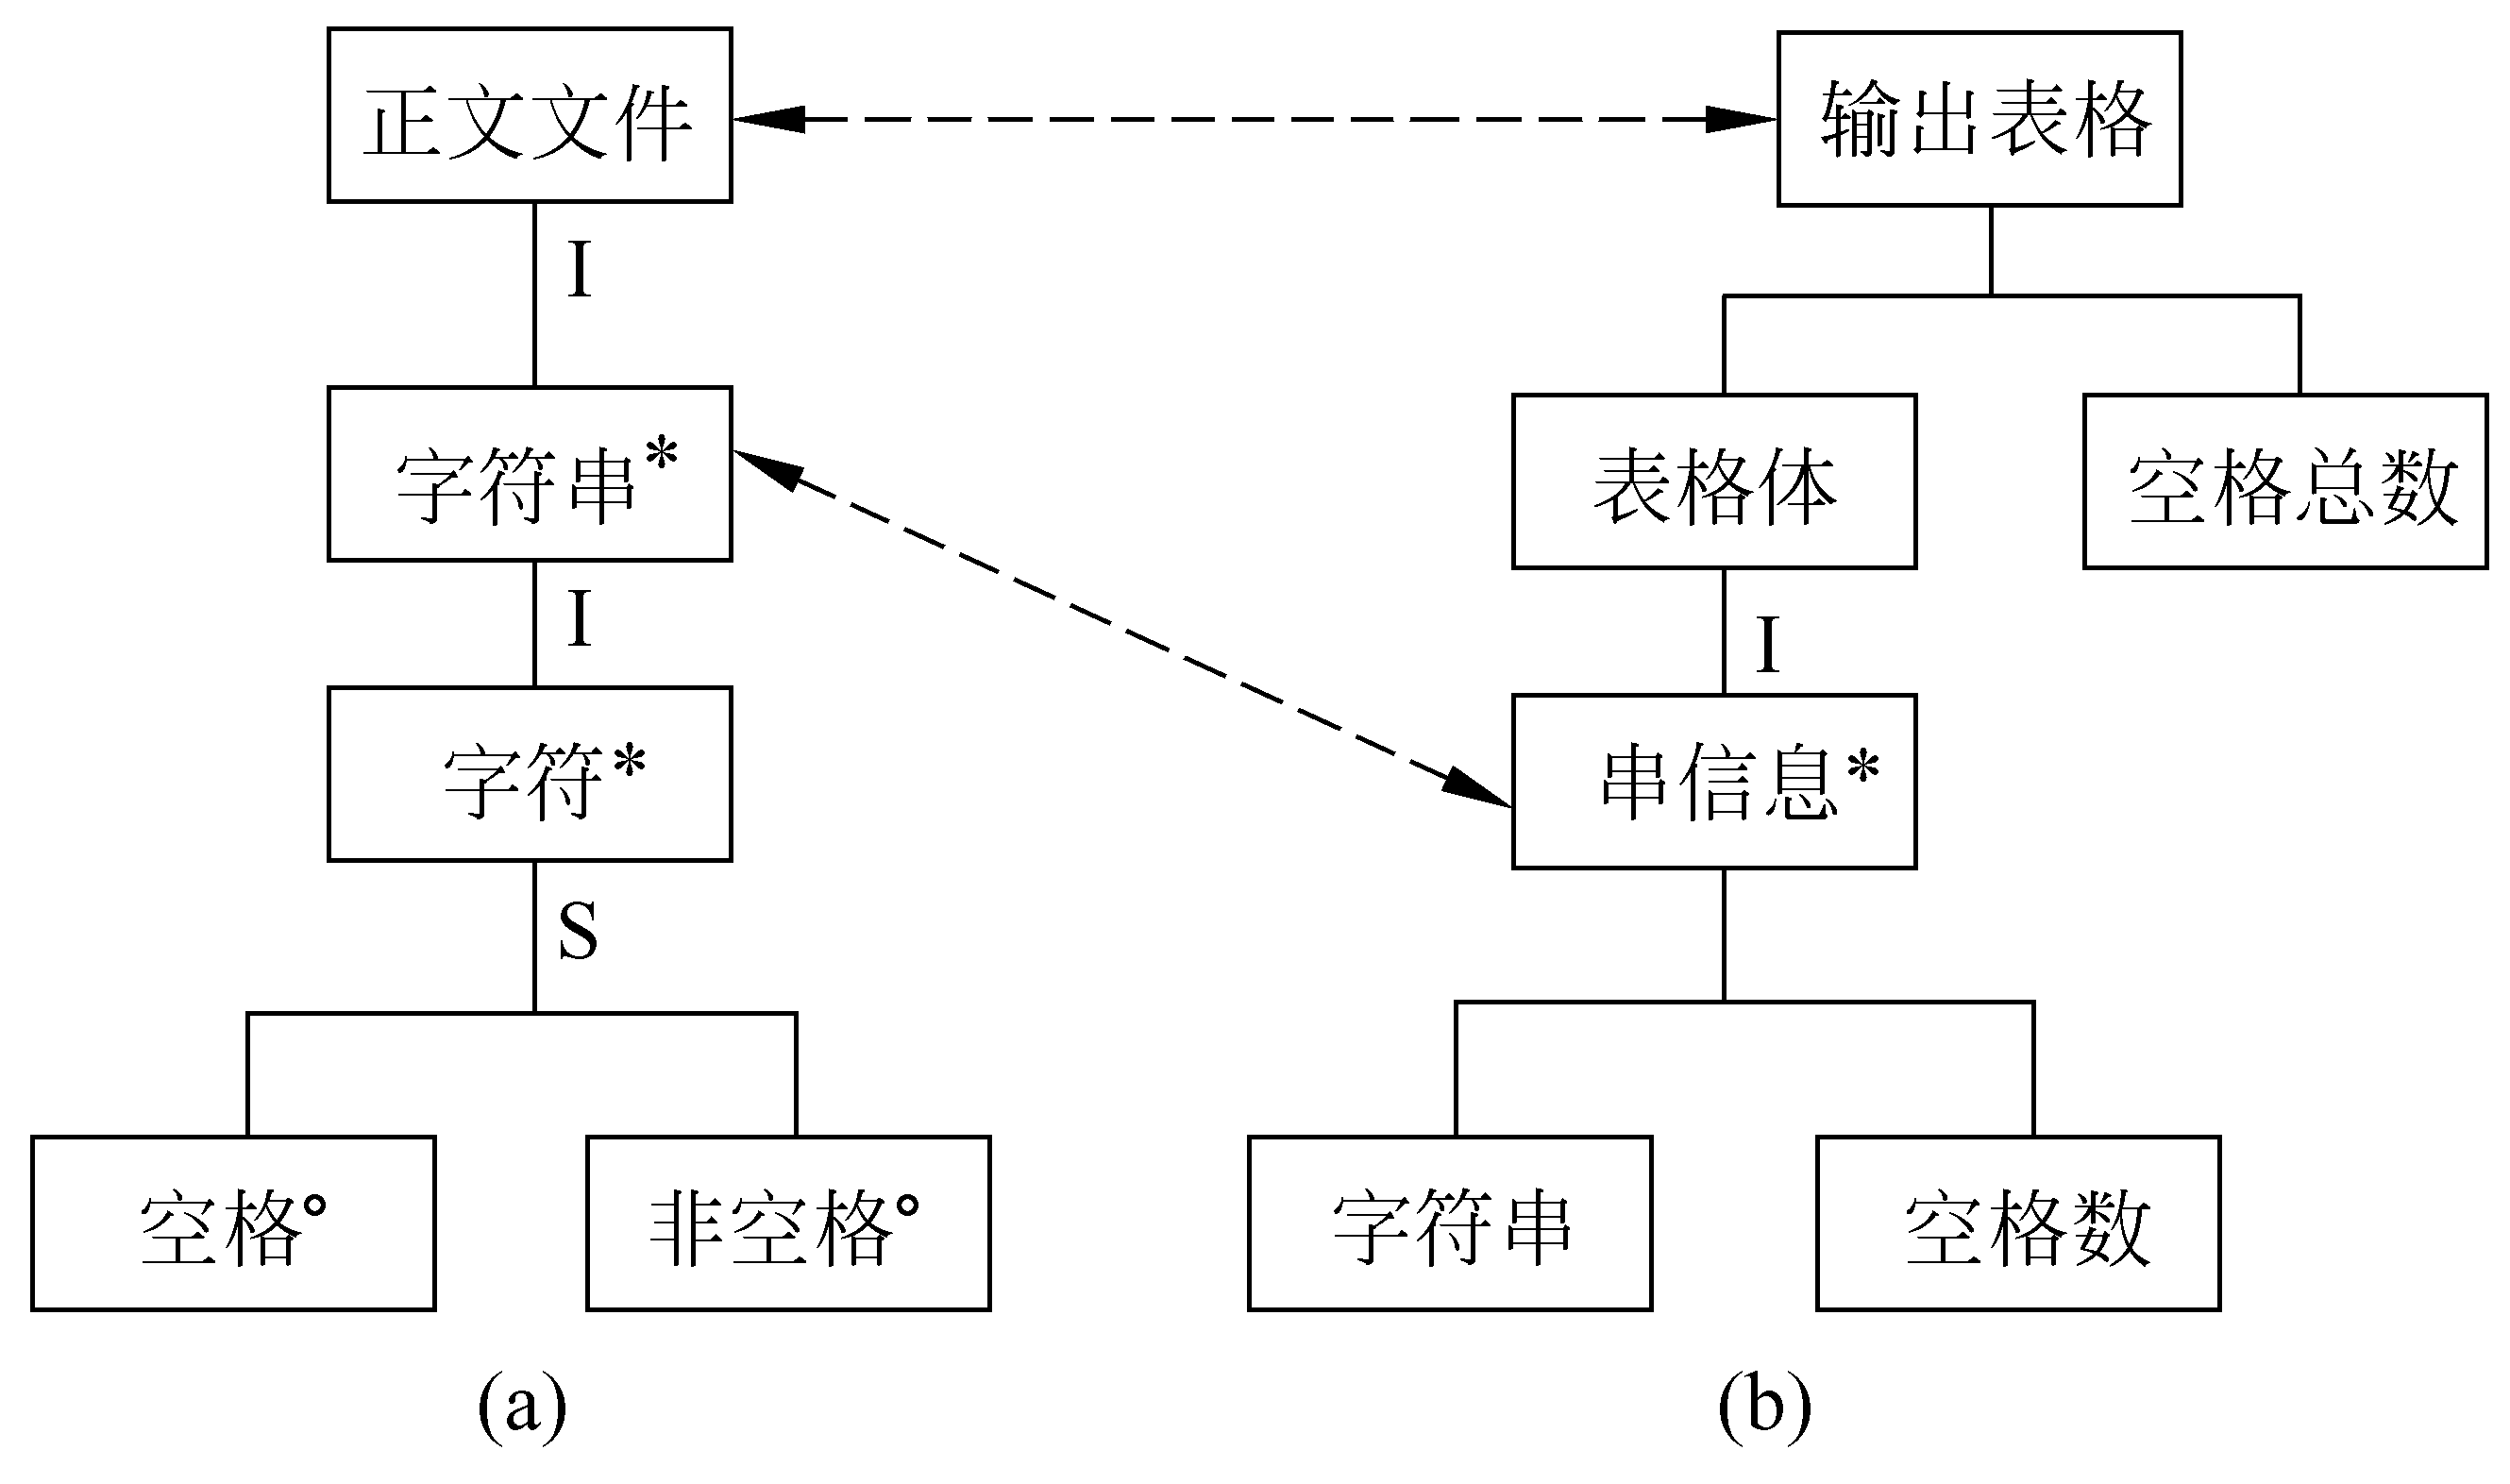 正文文件
输出表格
I
字符串*
表格体
空格总数
I
I
字符*
串信息*
S
空格°
非空格°
字符串
空格数
(a)
(b)